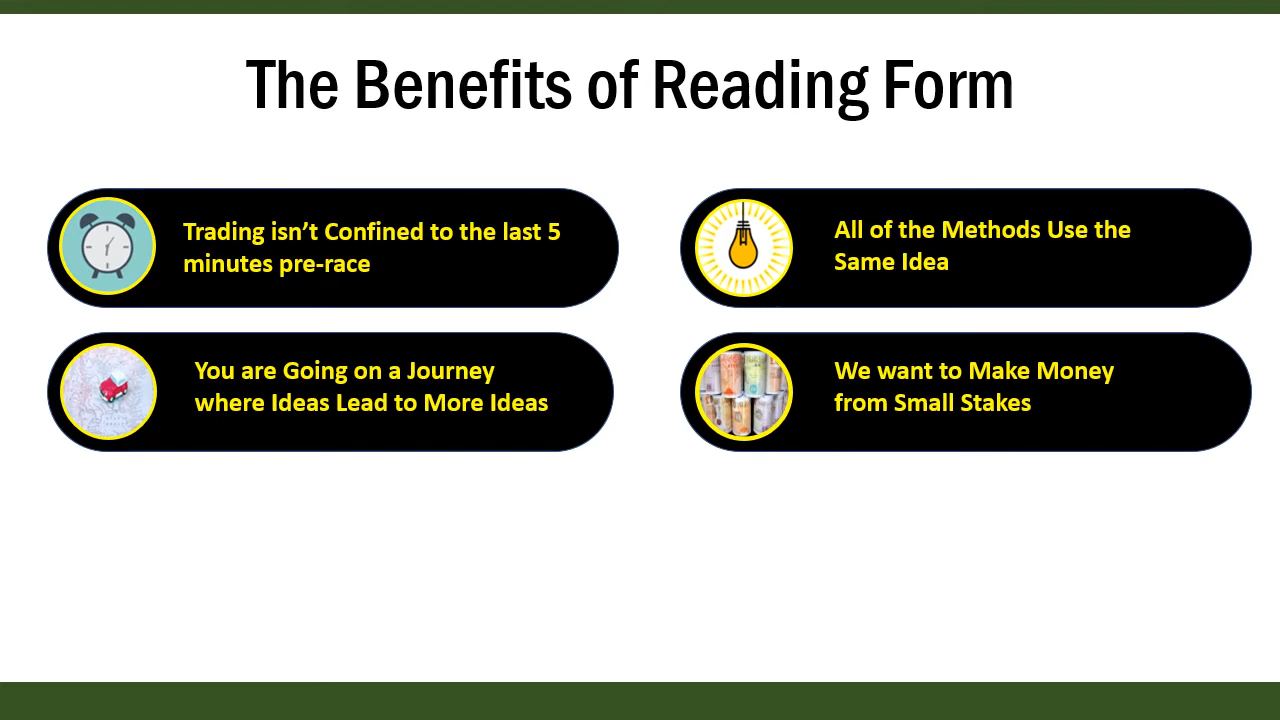 The Benefits of Reading Form
Trading isn’t Confined to the last 5
minutes pre-race
All of the Methods Use the
Same Idea
You are Going on a Journey
where Ideas Lead to More Ideas
We want to Make Money
from Small Stakes